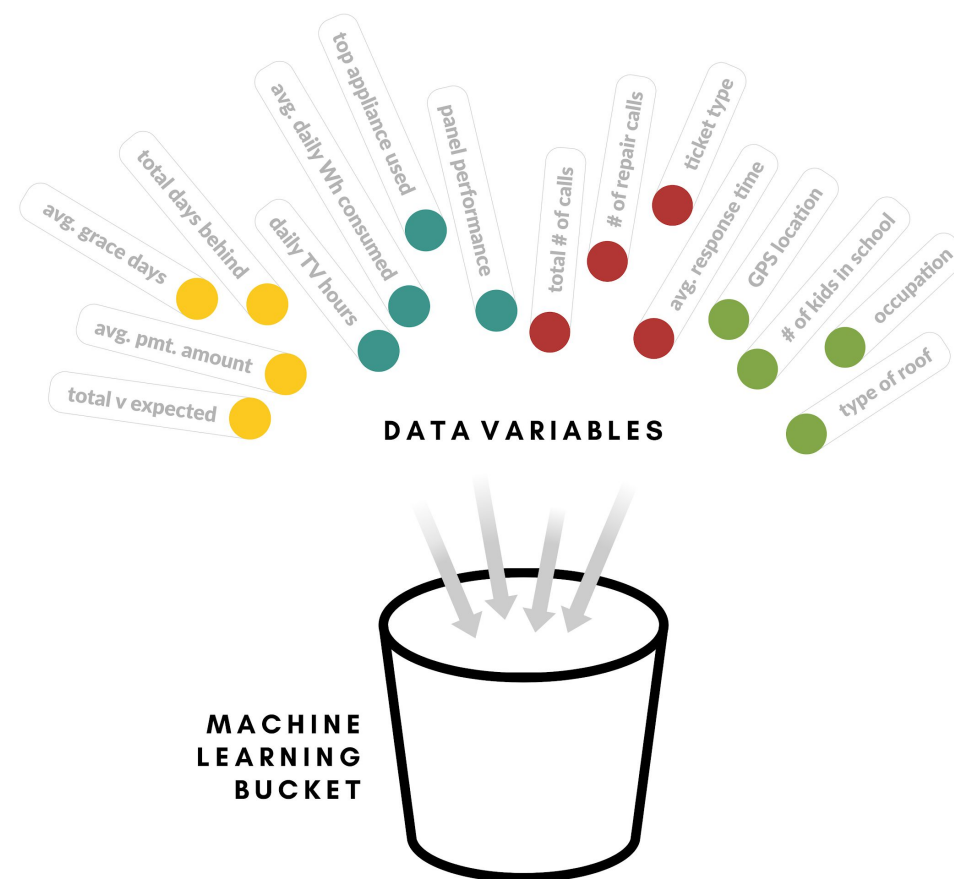 total v expected
avg. pmt. amount
avg. grace days
total days behind
daily TV hours
avg. daily Wh consumed
top appliance used
panel performance
total # of calls
# of repair calls
ticket type
avg. response time
GPS location
# of kids in school
occupation
type of roof
DATA VARIABLES
MACHINE
LEARNING
BUCKET